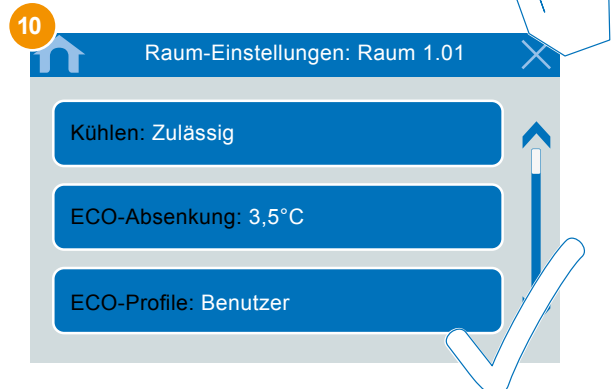 10
Raum-Einstellungen: Raum 1.01
Kühlen: Zulässig
ECO-Absenkung: 3,5°C
ECO-Profile: Benutzer